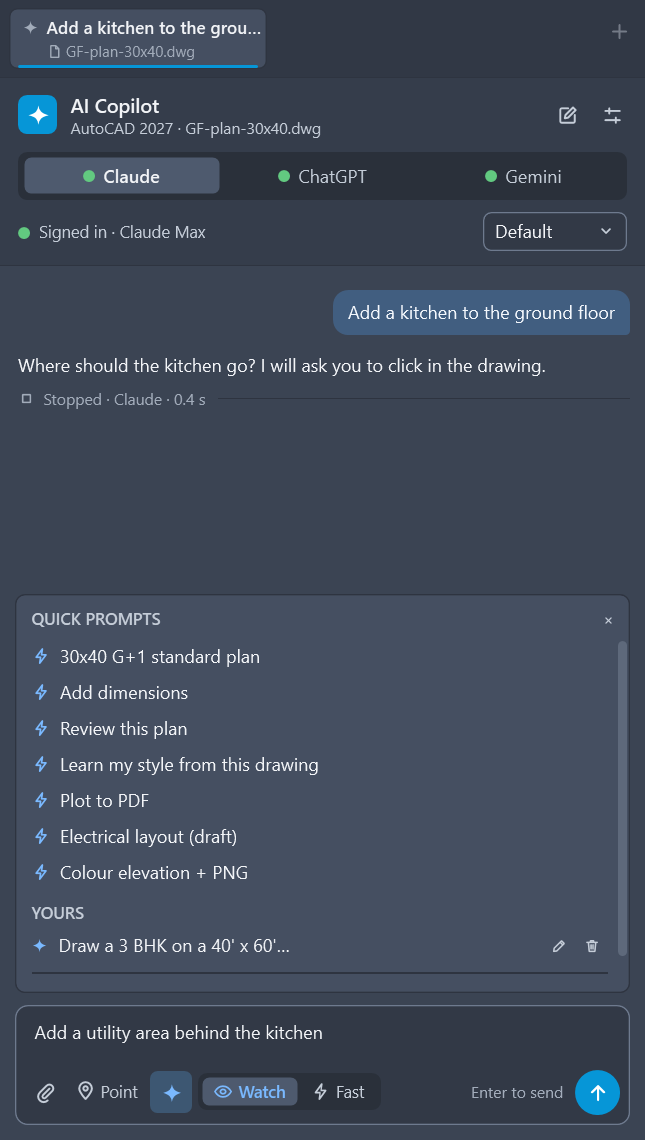 Add a kitchen to the grou...
GF-plan-30x40.dwg
AI Copilot
AutoCAD 2027 · GF-plan-30x40.dwg
Claude
ChatGPT
Gemini
Signed in · Claude Max
Default
Add a kitchen to the ground floor
Where should the kitchen go? I will ask you to click in the drawing.
Stopped · Claude · 0.4 s
QUICK PROMPTS
30x40 G+1 standard plan
Add dimensions
Review this plan
Learn my style from this drawing
Plot to PDF
Electrical layout (draft)
Colour elevation + PNG
YOURS
Draw a 3 BHK on a 40' x 60'...
Add a utility area behind the kitchen
Point
Watch
Fast
Enter to send